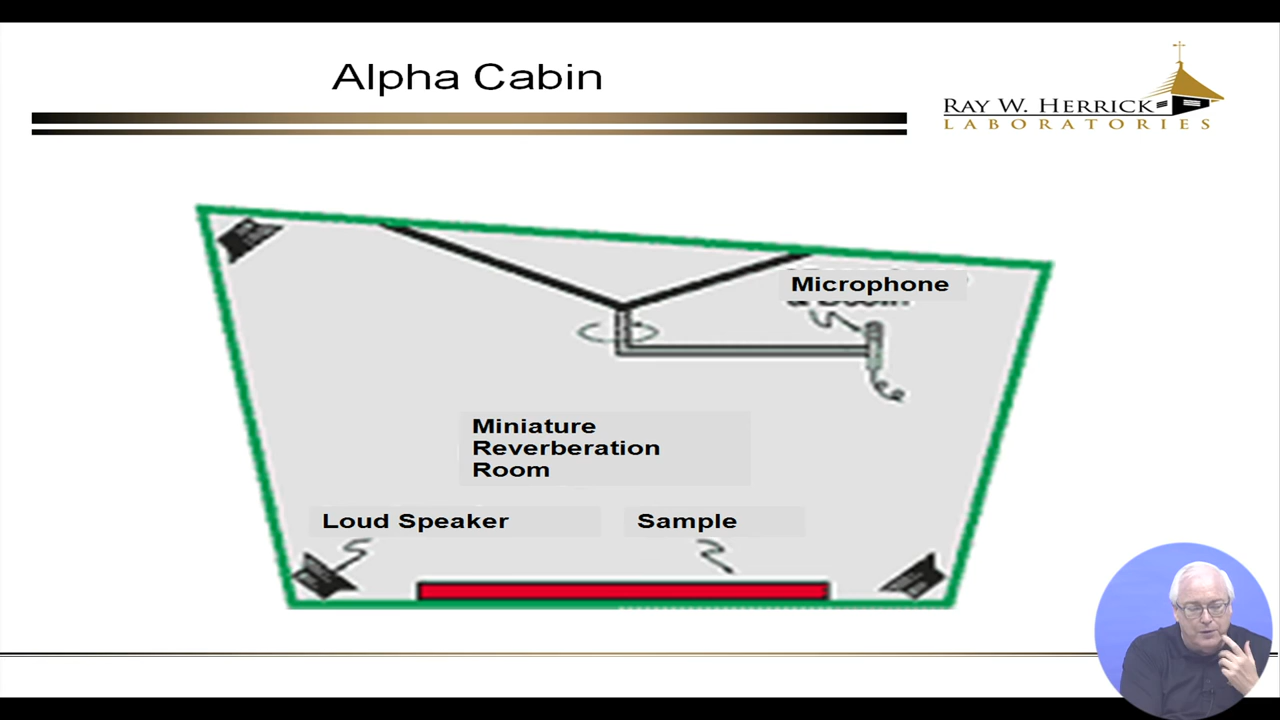 Alpha Cabin
RAY W. HERRICK
LABORATORIES
Microphone
Miniature
Reverberation
Room
Loud Speaker
Sample